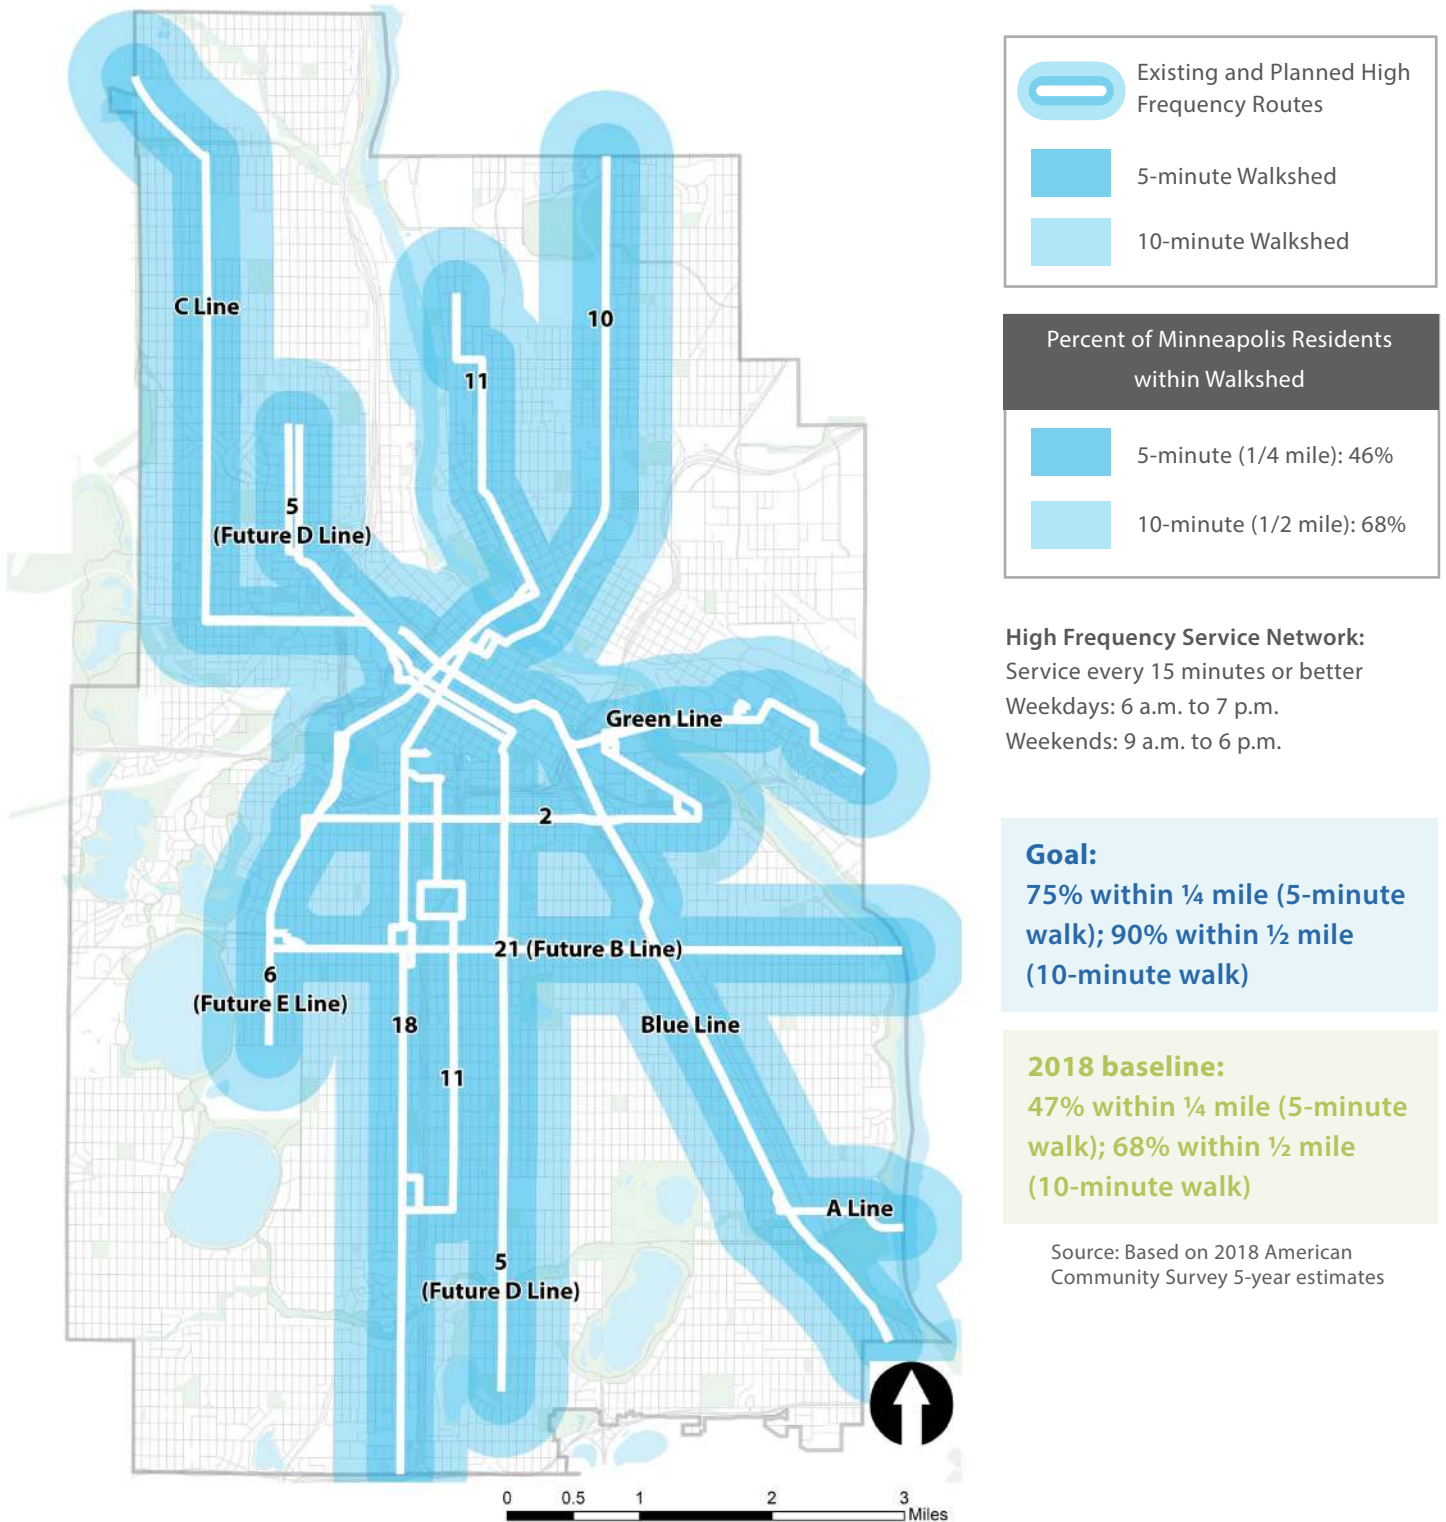 C Line
10
11
5
(Future D Line)
Green Line
2
21 (Future B Line)
6
(Future E Line)
18
Blue Line
11
A Line
5
(Future D Line)
0 0.5 1 2 3
Miles
Existing and Planned High
Frequency Routes
5-minute Walkshed
10-minute Walkshed
Percent of Minneapolis Residents
within Walkshed
5-minute (1/4 mile): 46%
10-minute (1/2 mile): 68%
High Frequency Service Network:
Service every 15 minutes or better
Weekdays: 6 a.m. to 7 p.m.
Weekends: 9 a.m. to 6 p.m.
Goal:
75% within ¼ mile (5-minute
walk); 90% within ½ mile
(10-minute walk)
2018 baseline:
47% within ¼ mile (5-minute
walk); 68% within ½ mile
(10-minute walk)
Source: Based on 2018 American
Community Survey 5-year estimates